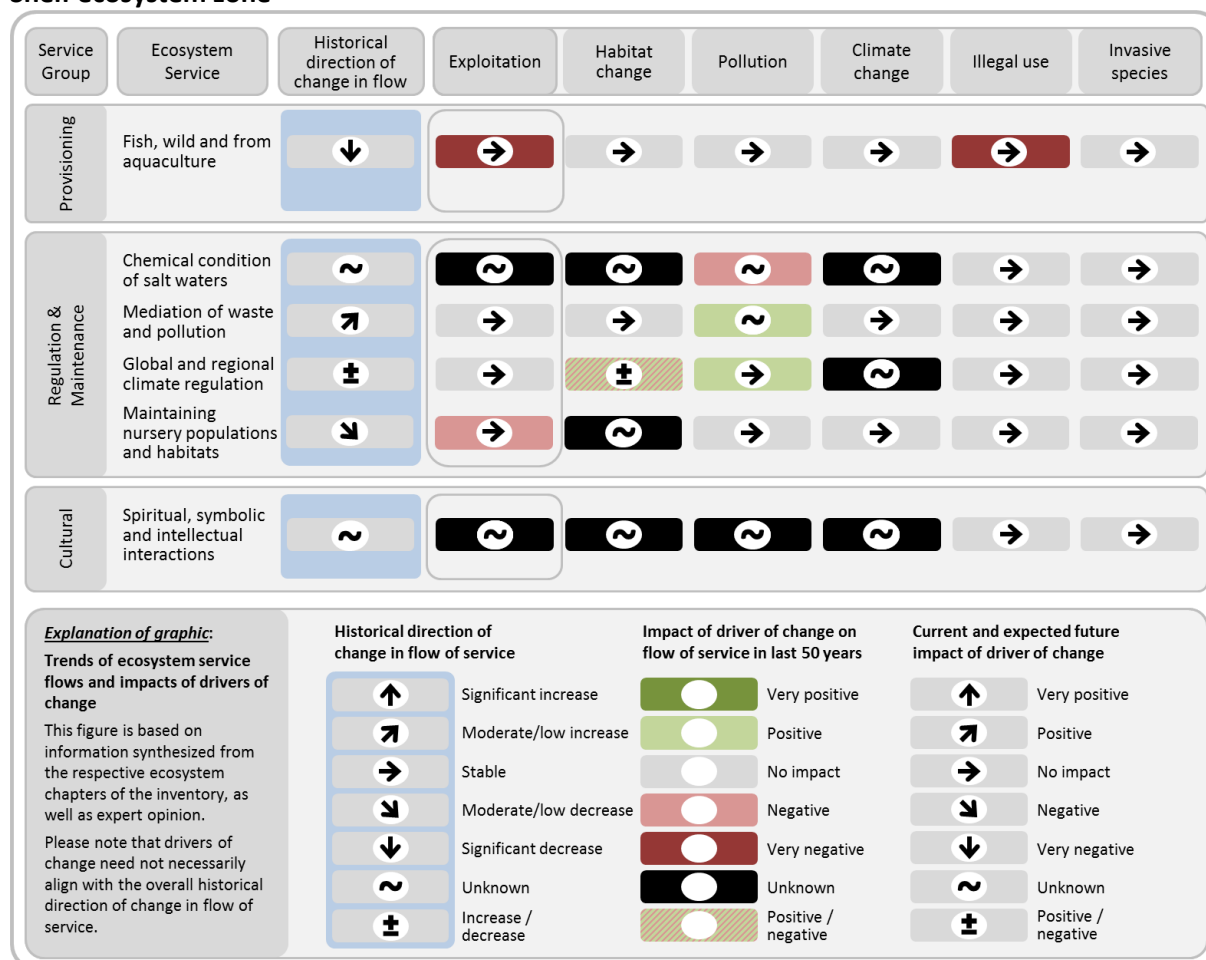 Shelf ecosystem zone
Service
Group
Ecosystem
Service
Historical
direction of
change in flow
Exploitation
Habitat
change
Pollution
Climate
change
Illegal use
Invasive
species
Provisioning
Fish, wild and from
aquaculture
Regulation &
Maintenance
Chemical condition
of salt waters
Mediation of waste
and pollution
Global and regional
climate regulation
Maintaining
nursery populations
and habitats
Cultural
Spiritual, symbolic
and intellectual
interactions
Explanation of graphic:
Trends of ecosystem service
flows and impacts of drivers of
change
This figure is based on
information synthesized from
the respective ecosystem
chapters of the inventory, as
well as expert opinion.
Please note that drivers of
change need not necessarily
align with the overall historical
direction of change in flow of
service.
Historical direction of
change in flow of service
Significant increase
Moderate/low increase
Stable
Moderate/low decrease
Significant decrease
Unknown
Increase /
decrease
Impact of driver of change on
flow of service in last 50 years
Very positive
Positive
No impact
Negative
Very negative
Unknown
Positive /
negative
Current and expected future
impact of driver of change
Very positive
Positive
No impact
Negative
Very negative
Unknown
Positive /
negative